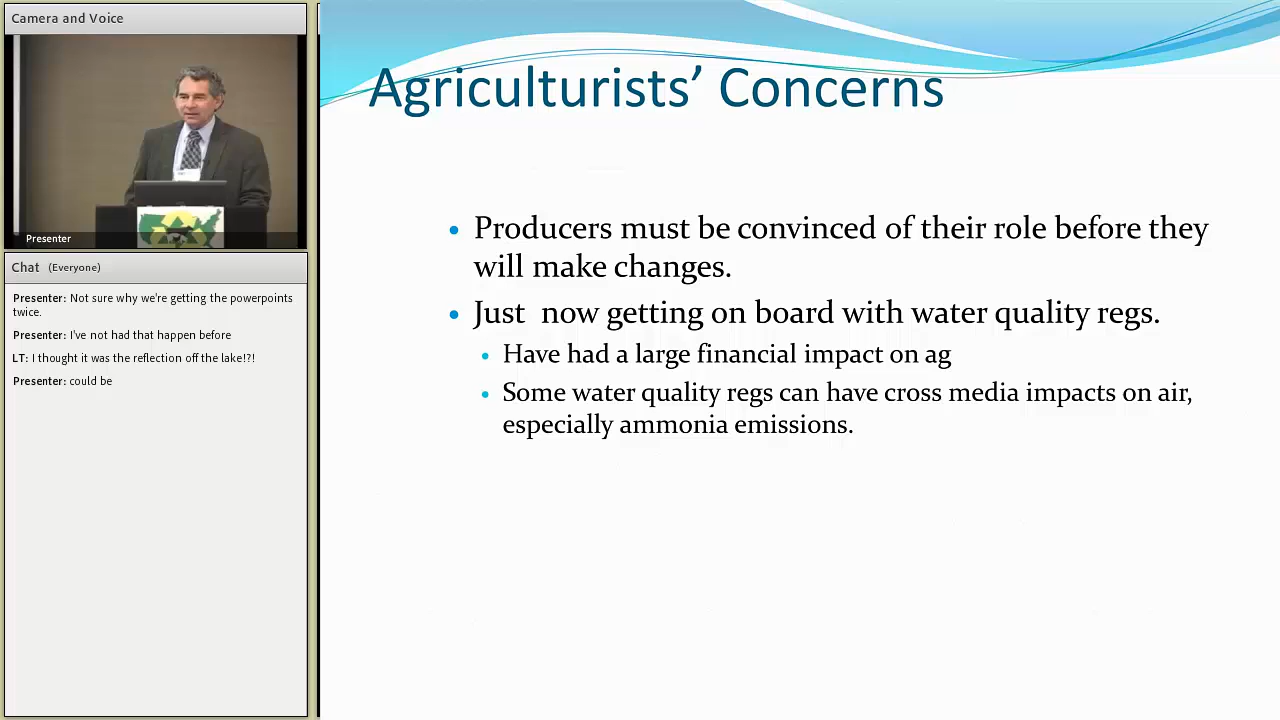 Camera and Voice
Presenter
Chat (Everyone)
Presenter: Not sure why we're getting the powerpoints
twice.
Presenter: I've not had that happen before
LT: I thought it was the reflection off the lake!?!
Presenter: could be
Agriculturists’ Concerns
• Producers must be convinced of their role before they
will make changes.
• Just  now getting on board with water quality regs.
• Have had a large financial impact on ag
• Some water quality regs can have cross media impacts on air,
especially ammonia emissions.